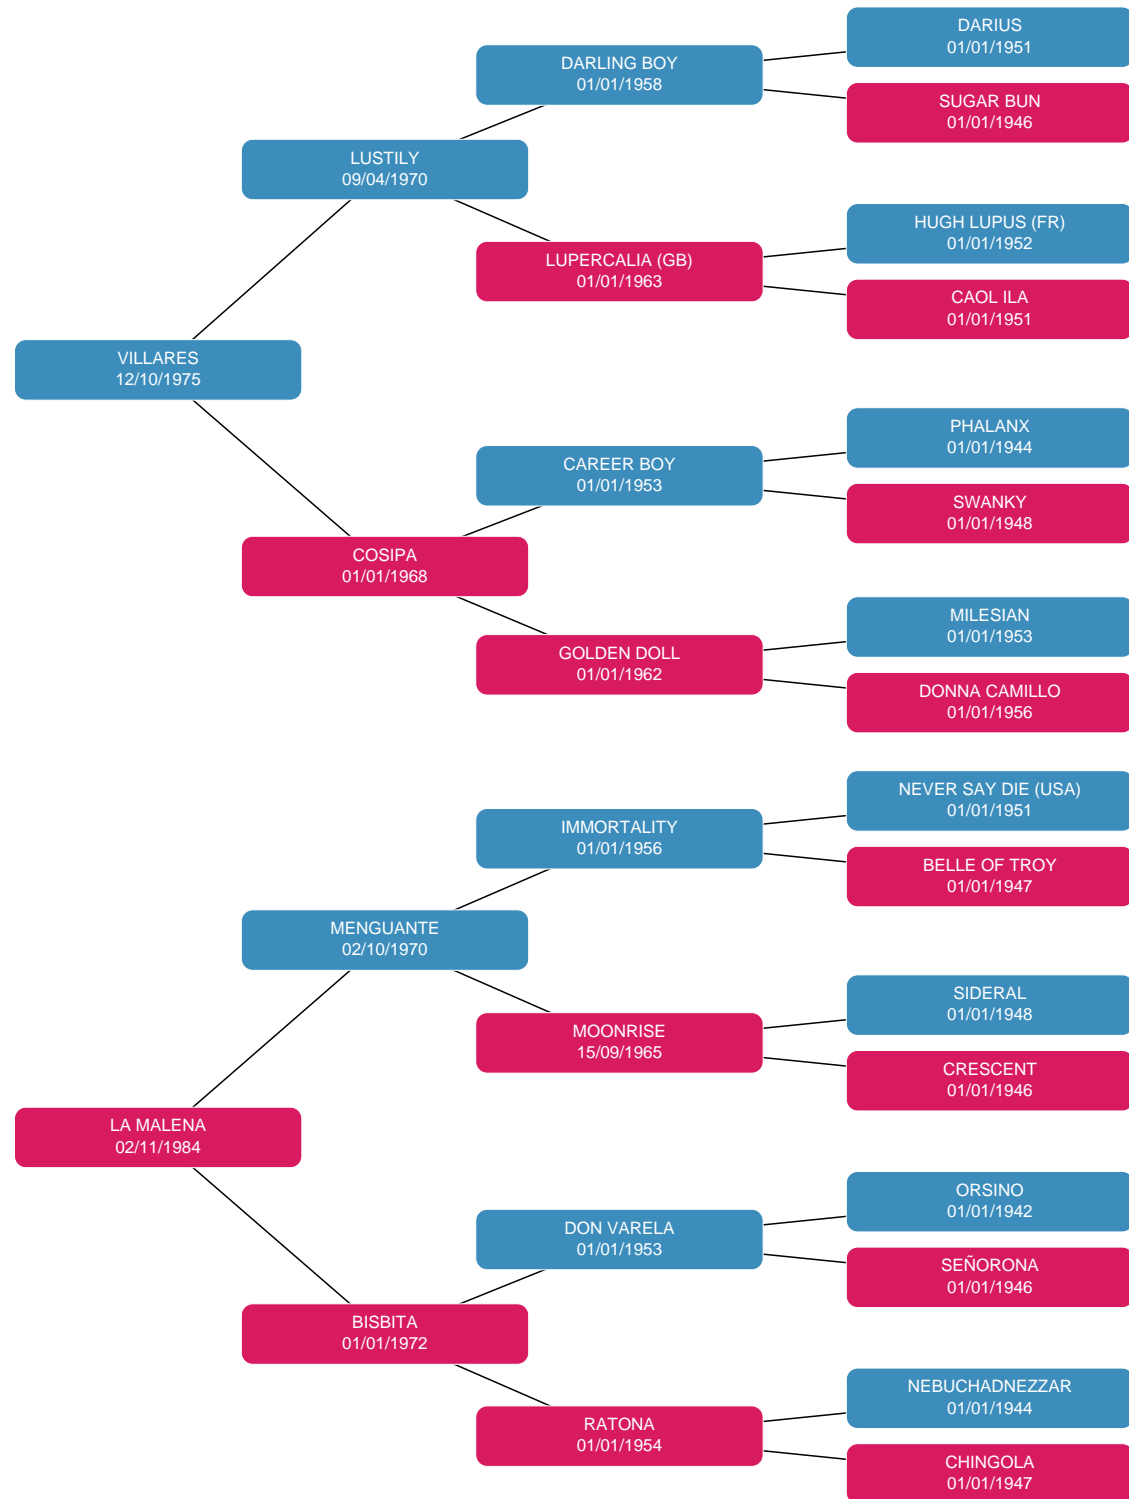 DARIUS
01/01/1951
DARLING BOY
01/01/1958
SUGAR BUN
01/01/1946
LUSTILY
09/04/1970
HUGH LUPUS (FR)
01/01/1952
LUPERCALIA (GB)
01/01/1963
CAOL ILA
01/01/1951
VILLARES
12/10/1975
PHALANX
01/01/1944
CAREER BOY
01/01/1953
SWANKY
01/01/1948
COSIPA
01/01/1968
MILESIAN
01/01/1953
GOLDEN DOLL
01/01/1962
DONNA CAMILLO
01/01/1956
NEVER SAY DIE (USA)
01/01/1951
IMMORTALITY
01/01/1956
BELLE OF TROY
01/01/1947
MENGUANTE
02/10/1970
SIDERAL
01/01/1948
MOONRISE
15/09/1965
CRESCENT
01/01/1946
LA MALENA
02/11/1984
ORSINO
01/01/1942
DON VARELA
01/01/1953
SEÑORONA
01/01/1946
BISBITA
01/01/1972
NEBUCHADNEZZAR
01/01/1944
RATONA
01/01/1954
CHINGOLA
01/01/1947